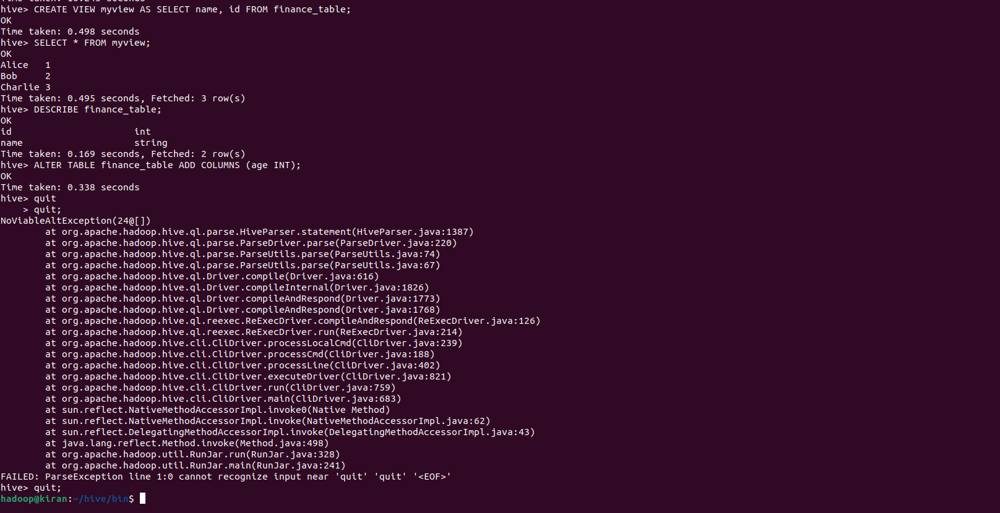 hive> CREATE VIEW myview AS SELECT name, id FROM finance_table;
OK
Time taken: 0.498 seconds
hive> SELECT * FROM myview;
OK
Alice   1
Bob     2
Charlie 3
Time taken: 0.495 seconds, Fetched: 3 row(s)
hive> DESCRIBE finance_table;
OK
id                      int
name                    string
Time taken: 0.169 seconds, Fetched: 2 row(s)
hive> ALTER TABLE finance_table ADD COLUMNS (age INT);
OK
Time taken: 0.338 seconds
hive> quit
    > quit;
NoViableAltException(24@[])
        at org.apache.hadoop.hive.ql.parse.HiveParser.statement(HiveParser.java:1387)
        at org.apache.hadoop.hive.ql.parse.ParseDriver.parse(ParseDriver.java:220)
        at org.apache.hadoop.hive.ql.parse.ParseUtils.parse(ParseUtils.java:74)
        at org.apache.hadoop.hive.ql.parse.ParseUtils.parse(ParseUtils.java:67)
        at org.apache.hadoop.hive.ql.Driver.compile(Driver.java:616)
        at org.apache.hadoop.hive.ql.Driver.compileInternal(Driver.java:1826)
        at org.apache.hadoop.hive.ql.Driver.compileAndRespond(Driver.java:1773)
        at org.apache.hadoop.hive.ql.Driver.compileAndRespond(Driver.java:1768)
        at org.apache.hadoop.hive.ql.reexec.ReExecDriver.compileAndRespond(ReExecDriver.java:126)
        at org.apache.hadoop.hive.ql.reexec.ReExecDriver.run(ReExecDriver.java:214)
        at org.apache.hadoop.hive.cli.CliDriver.processLocalCmd(CliDriver.java:239)
        at org.apache.hadoop.hive.cli.CliDriver.processCmd(CliDriver.java:188)
        at org.apache.hadoop.hive.cli.CliDriver.processLine(CliDriver.java:402)
        at org.apache.hadoop.hive.cli.CliDriver.executeDriver(CliDriver.java:821)
        at org.apache.hadoop.hive.cli.CliDriver.run(CliDriver.java:759)
        at org.apache.hadoop.hive.cli.CliDriver.main(CliDriver.java:683)
        at sun.reflect.NativeMethodAccessorImpl.invoke0(Native Method)
        at sun.reflect.NativeMethodAccessorImpl.invoke(NativeMethodAccessorImpl.java:62)
        at sun.reflect.DelegatingMethodAccessorImpl.invoke(DelegatingMethodAccessorImpl.java:43)
        at java.lang.reflect.Method.invoke(Method.java:498)
        at org.apache.hadoop.util.RunJar.run(RunJar.java:328)
        at org.apache.hadoop.util.RunJar.main(RunJar.java:241)
FAILED: ParseException line 1:0 cannot recognize input near 'quit' 'quit' '<EOF>'
hive> quit;
hadoop@kiran:~/hive/bin$